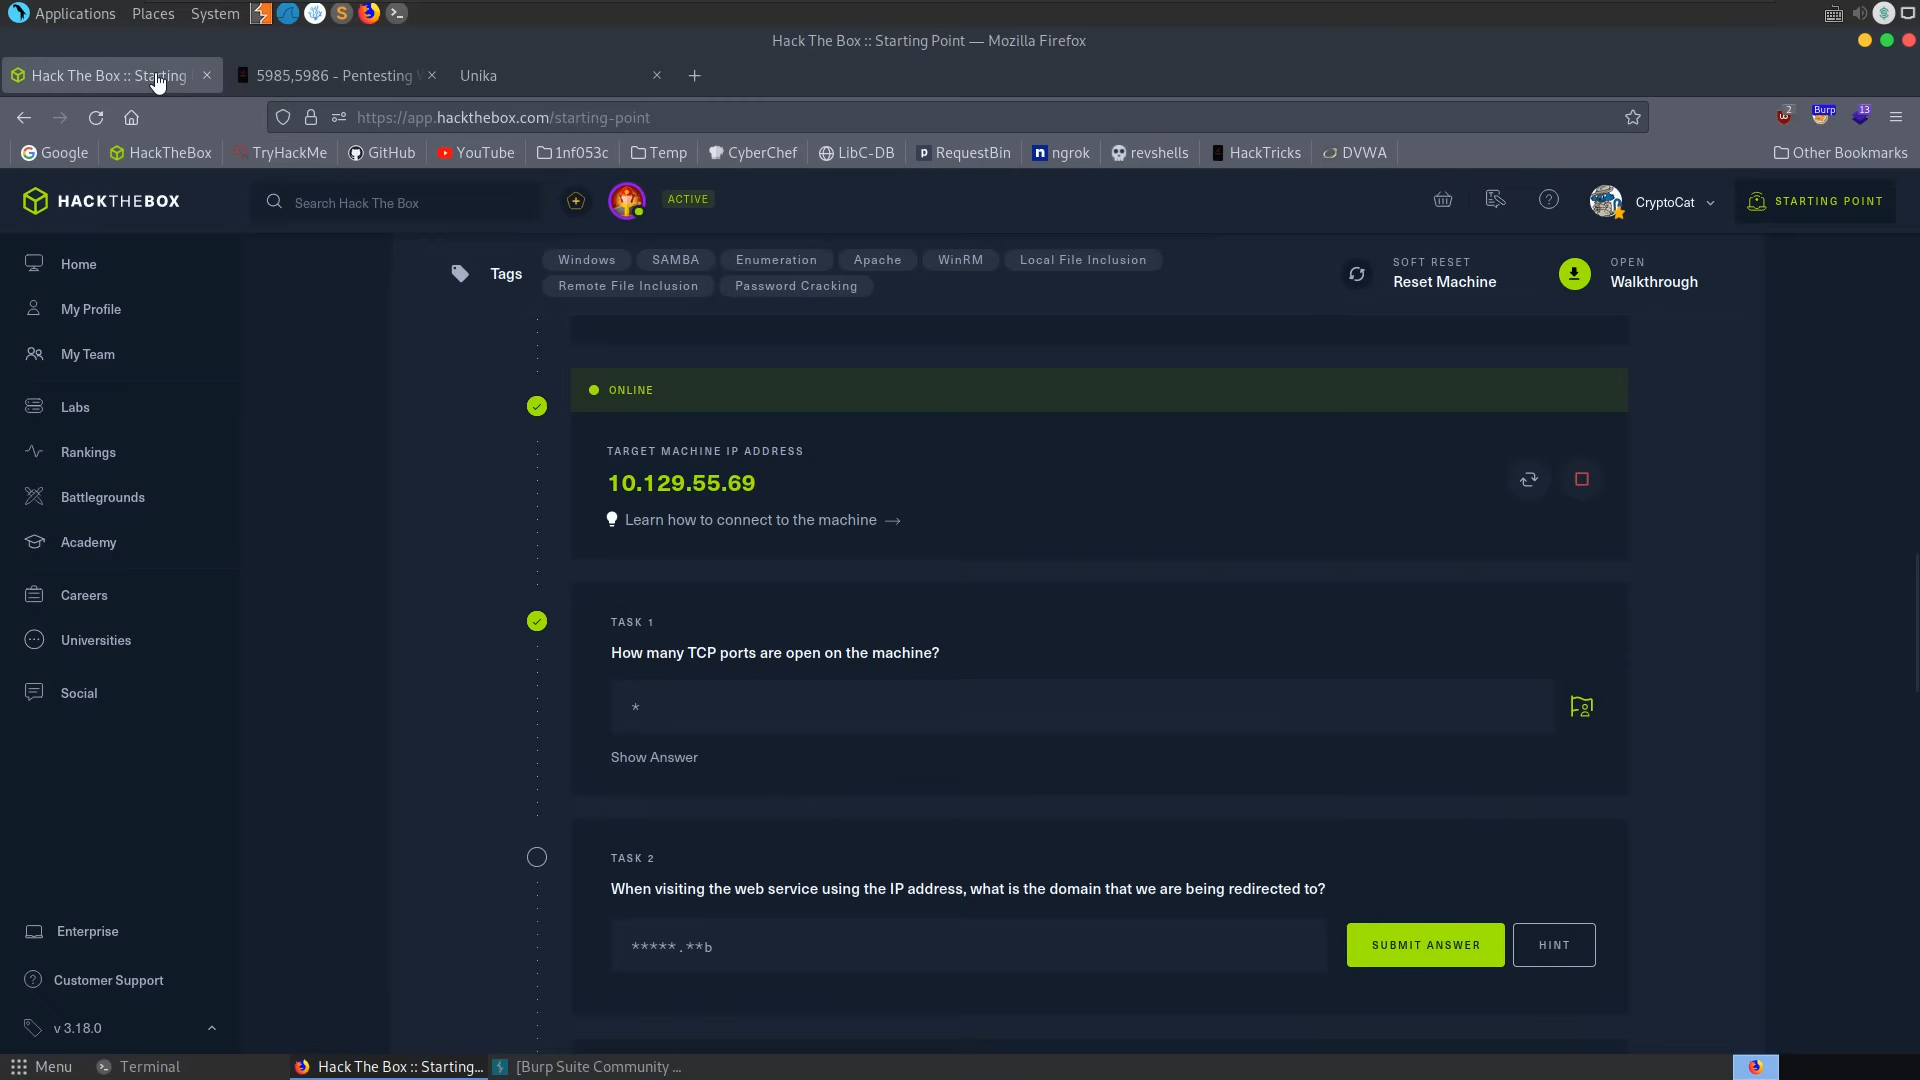 Applications Places System
Hack The Box :: Starting Point — Mozilla Firefox
Hack The Box :: Starting
5985,5986 - Pentesting
Unika
https://app.hackthebox.com/starting-point
2 Burp 13
Google HackTheBox TryHackMe GitHub YouTube 1nf053c Temp CyberChef LibC-DB RequestBin ngrok revshells HackTricks DVWA Other Bookmarks
HACKTHEBOX
Search Hack The Box
ACTIVE
CryptoCat
STARTING POINT
Home
My Profile
My Team
Labs
Rankings
Battlegrounds
Academy
Careers
Universities
Social
Enterprise
Customer Support
v 3.18.0
Tags
Windows SAMBA Enumeration Apache WinRM Local File Inclusion
Remote File Inclusion Password Cracking
SOFT RESET
Reset Machine
OPEN
Walkthrough
ONLINE
TARGET MACHINE IP ADDRESS
10.129.55.69
Learn how to connect to the machine →
TASK 1
How many TCP ports are open on the machine?
*
Show Answer
TASK 2
When visiting the web service using the IP address, what is the domain that we are being redirected to?
*****.**b
SUBMIT ANSWER
HINT
Menu Terminal Hack The Box :: Starting... [Burp Suite Community ...